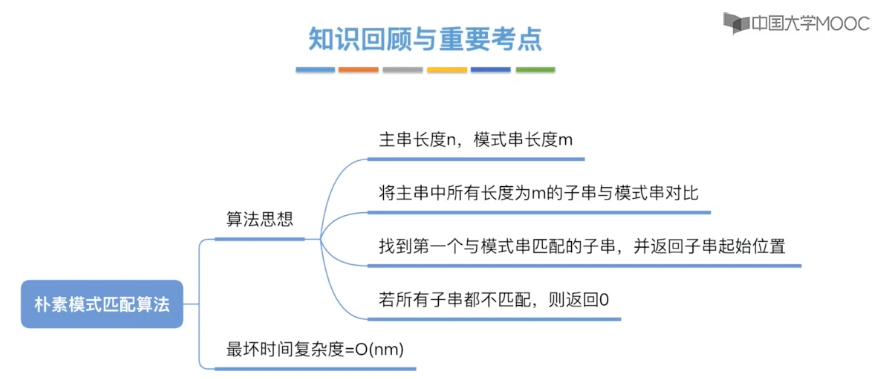 中国大学MOOC
知识回顾与重要考点
主串长度n，模式串长度m
将主串中所有长度为m的子串与模式串对比
算法思想
找到第一个与模式串匹配的子串，并返回子串起始位置
朴素模式匹配算法
若所有子串都不匹配，则返回0
最坏时间复杂度=O(nm)